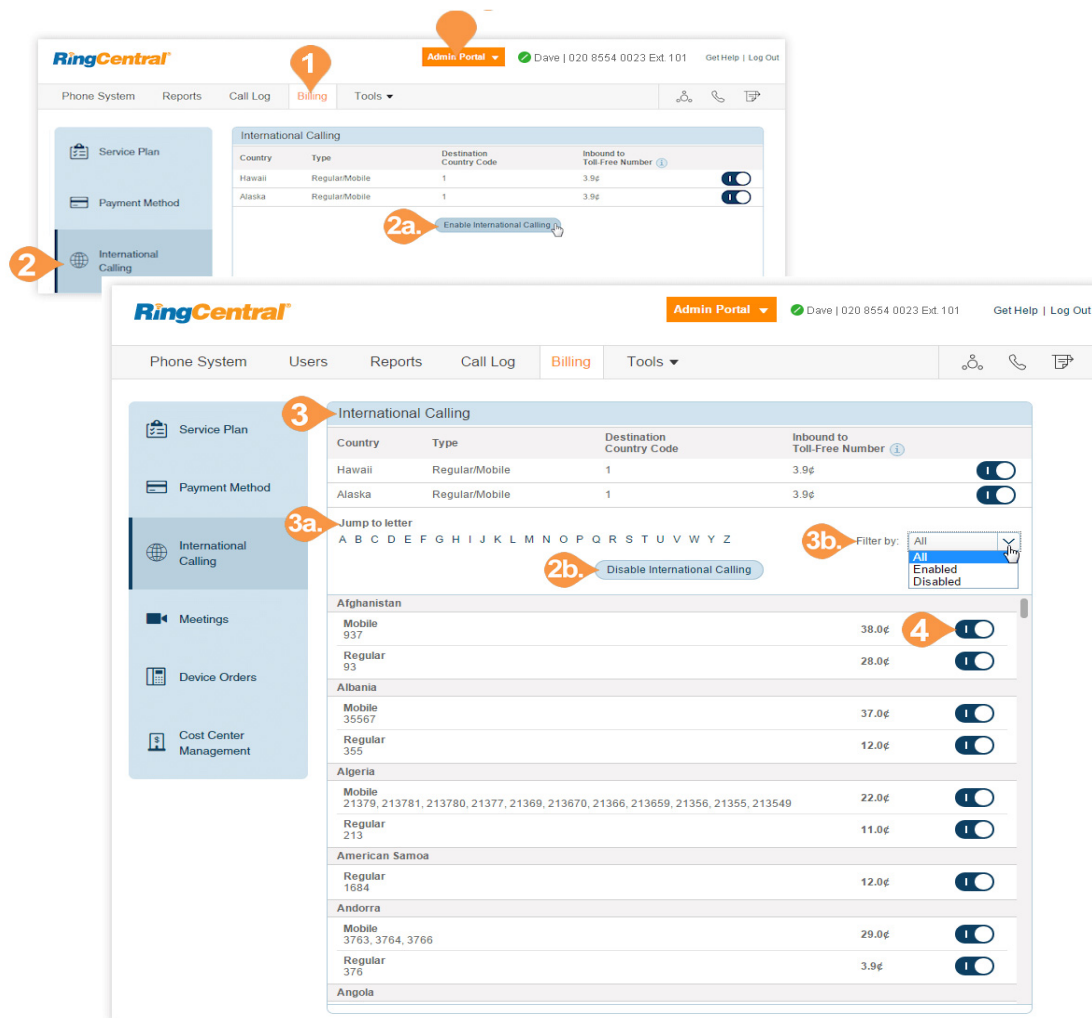 RingCentral®
Admin Portal
Dave | 020 8554 0023 Ext. 101
Get Help | Log Out
1
Phone System Reports Call Log Billing Tools
Service Plan
Payment Method
International
Calling
2
International Calling
Country Type Destination Country Code Inbound to Toll-Free Number i
Hawaii Regular/Mobile 1 3.9¢
Alaska Regular/Mobile 1 3.9¢
2a. Enable International Calling
RingCentral®
Admin Portal
Dave | 020 8554 0023 Ext. 101
Get Help | Log Out
Phone System Users Reports Call Log Billing Tools
Service Plan
Payment Method
International
Calling
Meetings
Device Orders
Cost Center
Management
3 International Calling
Country Type Destination Country Code Inbound to Toll-Free Number i
Hawaii Regular/Mobile 1 3.9¢
Alaska Regular/Mobile 1 3.9¢
3a. Jump to letter
A B C D E F G H I J K L M N O P Q R S T U V W Y Z
3b. Filter by: All
All
Enabled
Disabled
2b. Disable International Calling
Afghanistan
Mobile
937 38.0¢ 4
Regular
93 28.0¢
Albania
Mobile
35567 37.0¢
Regular
355 12.0¢
Algeria
Mobile
21379, 213781, 213780, 21377, 21369, 213670, 21366, 213659, 21356, 21355, 213549 22.0¢
Regular
213 11.0¢
American Samoa
Regular
1684 12.0¢
Andorra
Mobile
3763, 3764, 3766 29.0¢
Regular
376 3.9¢
Angola